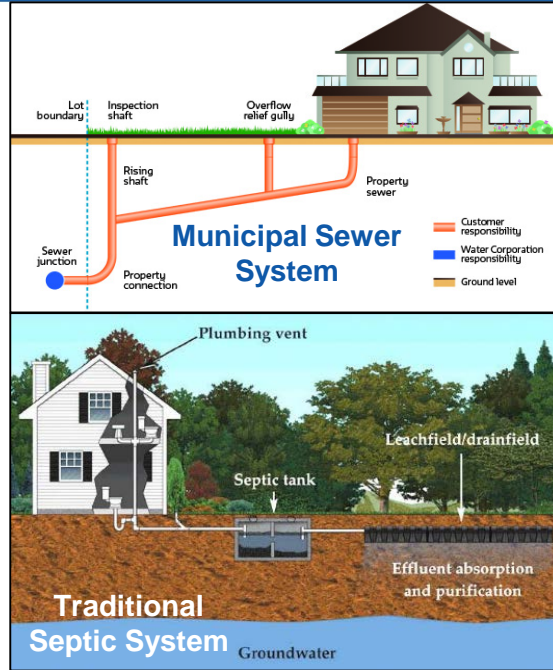 Lot
boundary
Inspection
shaft
Overflow
relief gully
Rising
shaft
Property
sewer
Municipal Sewer
System
Customer
responsibility
Water Corporation
responsibility
Ground level
Sewer
junction
Property
connection
Plumbing vent
Leachfield/drainfield
Septic tank
Effluent absorption
and purification
Traditional
Septic System
Groundwater